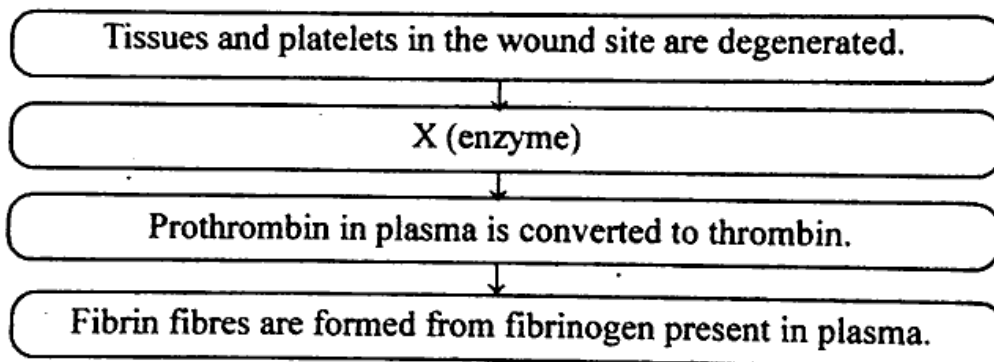 Tissues and platelets in the wound site are degenerated.
X (enzyme)
Prothrombin in plasma is converted to thrombin.
Fibrin fibres are formed from fibrinogen present in plasma.